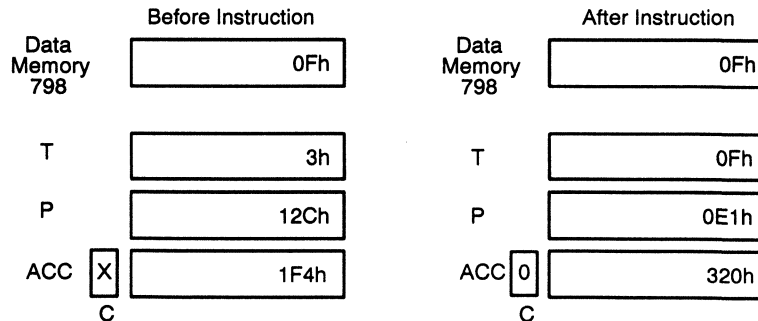 Before Instruction
After Instruction
Data
Memory
798
0Fh
Data
Memory
798
0Fh
T
3h
T
0Fh
P
12Ch
P
0E1h
ACC
X
1F4h
ACC
0
320h
C
C